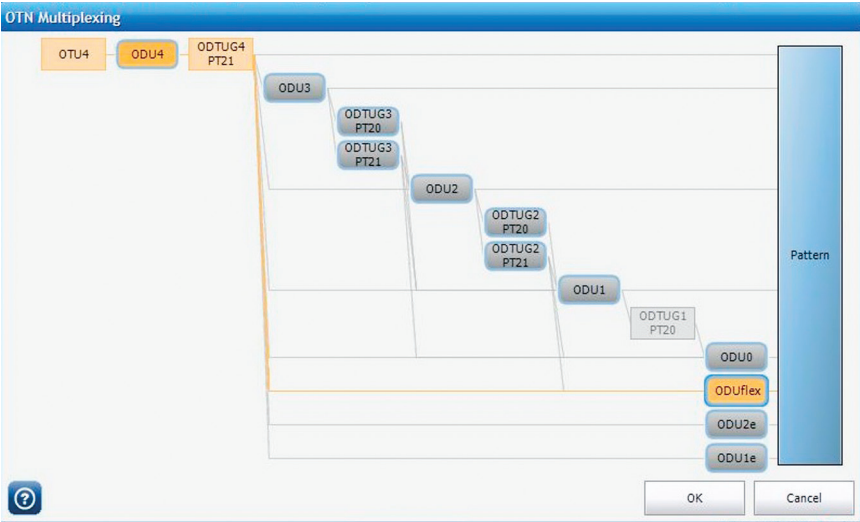 OTN Multiplexing
OTU4
ODU4
ODTUG4
PT21
ODU3
ODTUG3
PT20
ODTUG3
PT21
ODU2
ODTUG2
PT20
ODTUG2
PT21
Pattern
ODU1
ODTUG1
PT20
ODU0
ODUflex
ODU2e
ODU1e
?
OK
Cancel